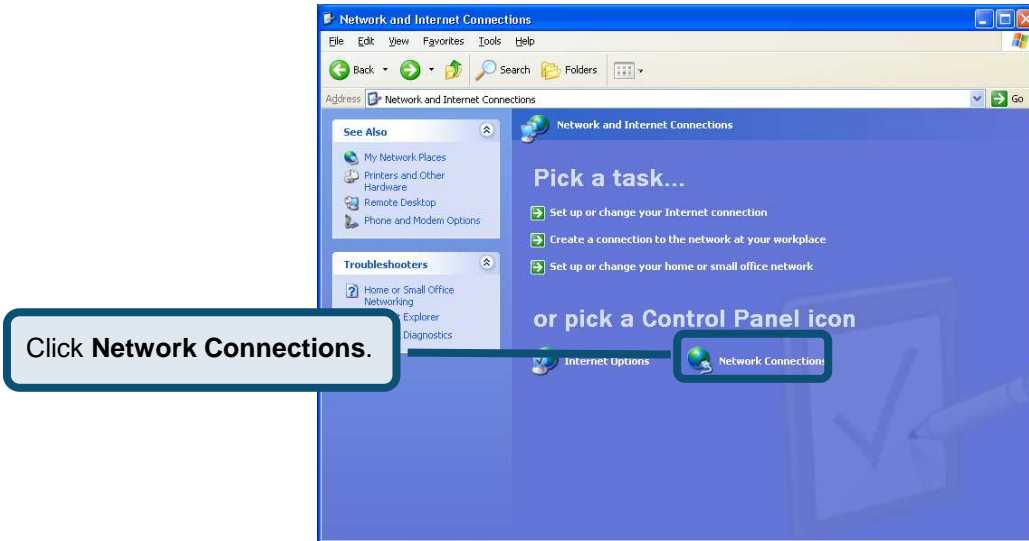 Network and Internet Connections
File Edit View Favorites Tools Help
Back Search Folders
Address Network and Internet Connections Go
See Also
My Network Places
Printers and Other
Hardware
Remote Desktop
Phone and Modem Options
Troubleshooters
Home or Small Office
Networking
Explorer
Diagnostics
Network and Internet Connections
Pick a task...
Set up or change your Internet connection
Create a connection to the network at your workplace
Set up or change your home or small office network
or pick a Control Panel icon
Internet Options Network Connections
Click Network Connections.